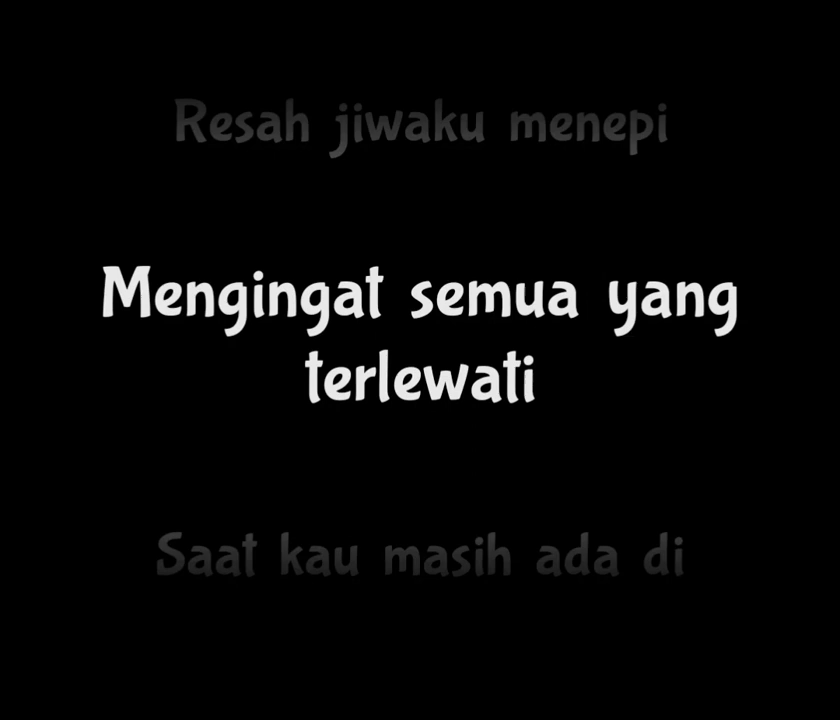 Resah jiwaku menepi
Mengingat semua yang
terlewati
Saat kau masih ada di